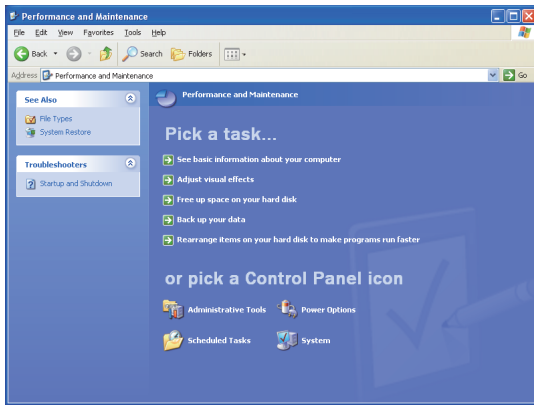 Performance and Maintenance
File Edit View Favorites Tools Help
Back Search Folders
Address Performance and Maintenance Go
See Also
File Types
System Restore
Troubleshooters
Startup and Shutdown
Performance and Maintenance
Pick a task...
See basic information about your computer
Adjust visual effects
Free up space on your hard disk
Back up your data
Rearrange items on your hard disk to make programs run faster
or pick a Control Panel icon
Administrative Tools Power Options
Scheduled Tasks System